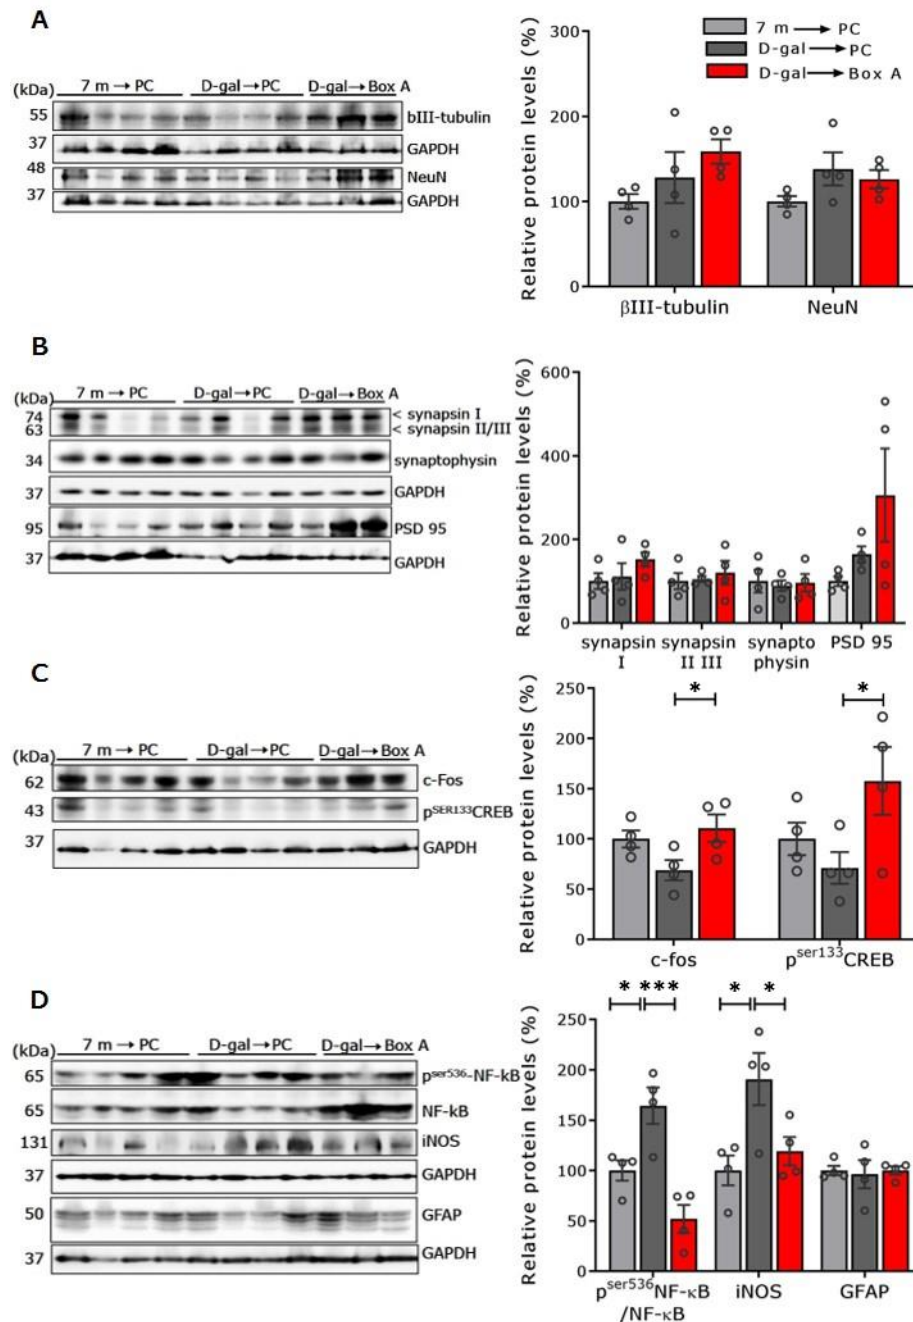 A
(kDa)
7 m → PC D-gal→PC D-gal→Box A
55 bIII-tubulin
37 GAPDH
48 NeuN
37 GAPDH
Relative protein levels (%)
300
200
100
0
7 m → PC
D-gal → PC
D-gal → Box A
βIII-tubulin NeuN
B
(kDa)
7 m → PC D-gal→PC D-gal→Box A
74 < synapsin I
63 < synapsin II/III
34 synaptophysin
37 GAPDH
95 PSD 95
37 GAPDH
Relative protein levels (%)
600
400
200
0
synapsin synapsin synapto PSD 95
I II III physin
C
(kDa)
7 m → PC D-gal→PC D-gal→Box A
62 c-Fos
43 p^SER133CREB
37 GAPDH
Relative protein levels (%)
250
200
150
100
50
0
* *
c-fos p^ser133CREB
D
(kDa)
7 m → PC D-gal→PC D-gal→Box A
65 p^ser536-NF-kB
65 NF-kB
131 iNOS
37 GAPDH
50 GFAP
37 GAPDH
Relative protein levels (%)
250
200
150
100
50
0
* *** * *
p^ser536NF-κB iNOS GFAP
/NF-κB